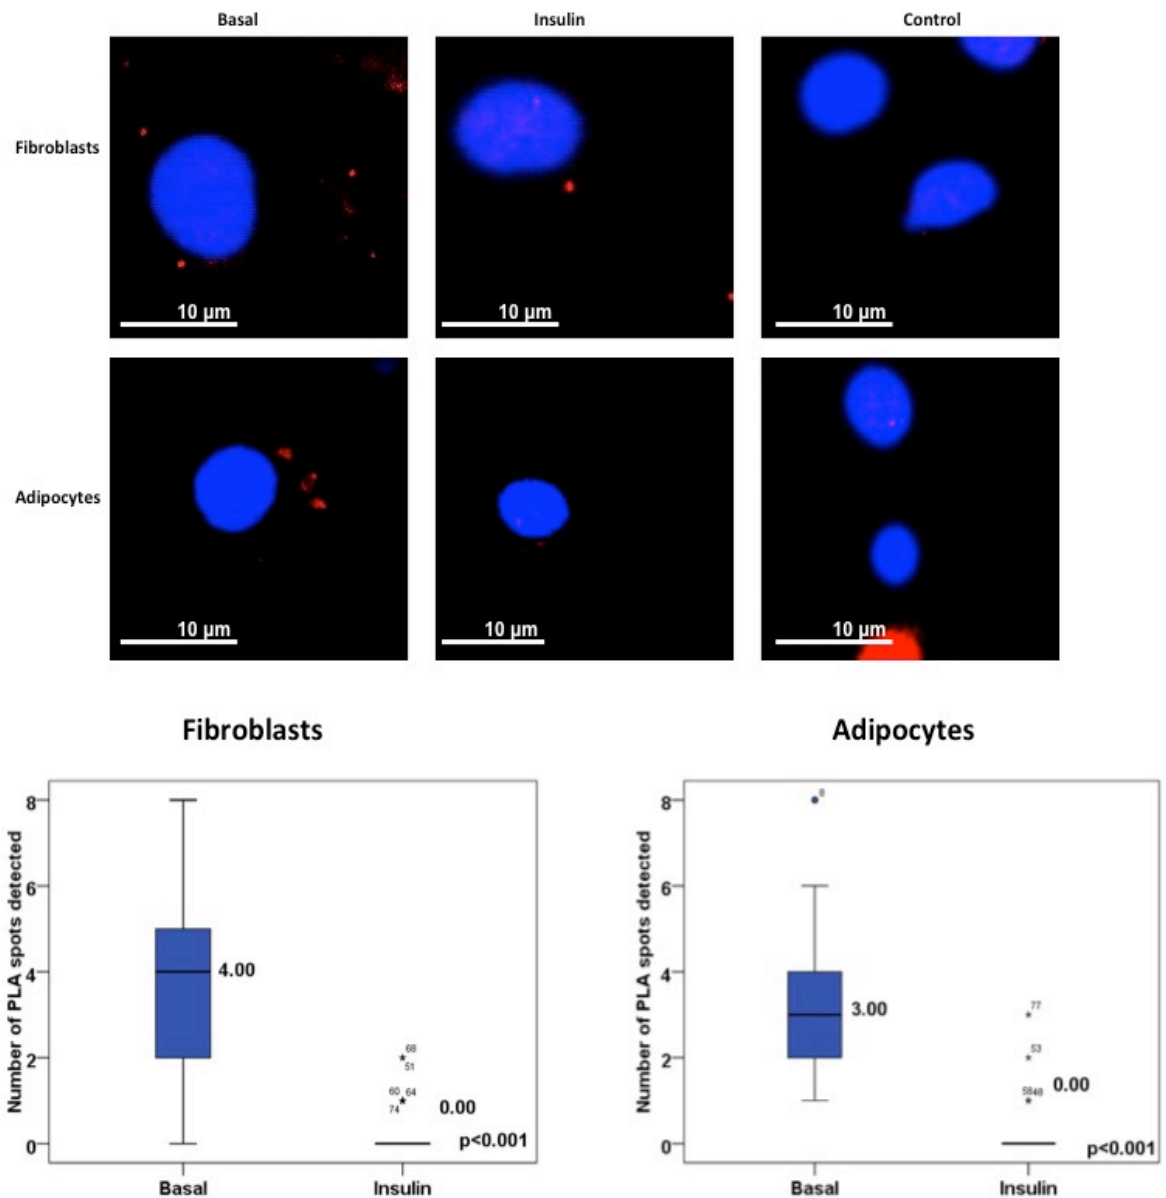 Basal Insulin Control
Fibroblasts
10 µm 10 µm 10 µm
Adipocytes
10 µm 10 µm 10 µm
Fibroblasts
Number of PLA spots detected
8
6
4
2
0
4.00
68
51
60 64
74
0.00
p<0.001
Basal Insulin
Adipocytes
Number of PLA spots detected
8
6
4
2
0
8
3.00
77
53
5848
0.00
p<0.001
Basal Insulin